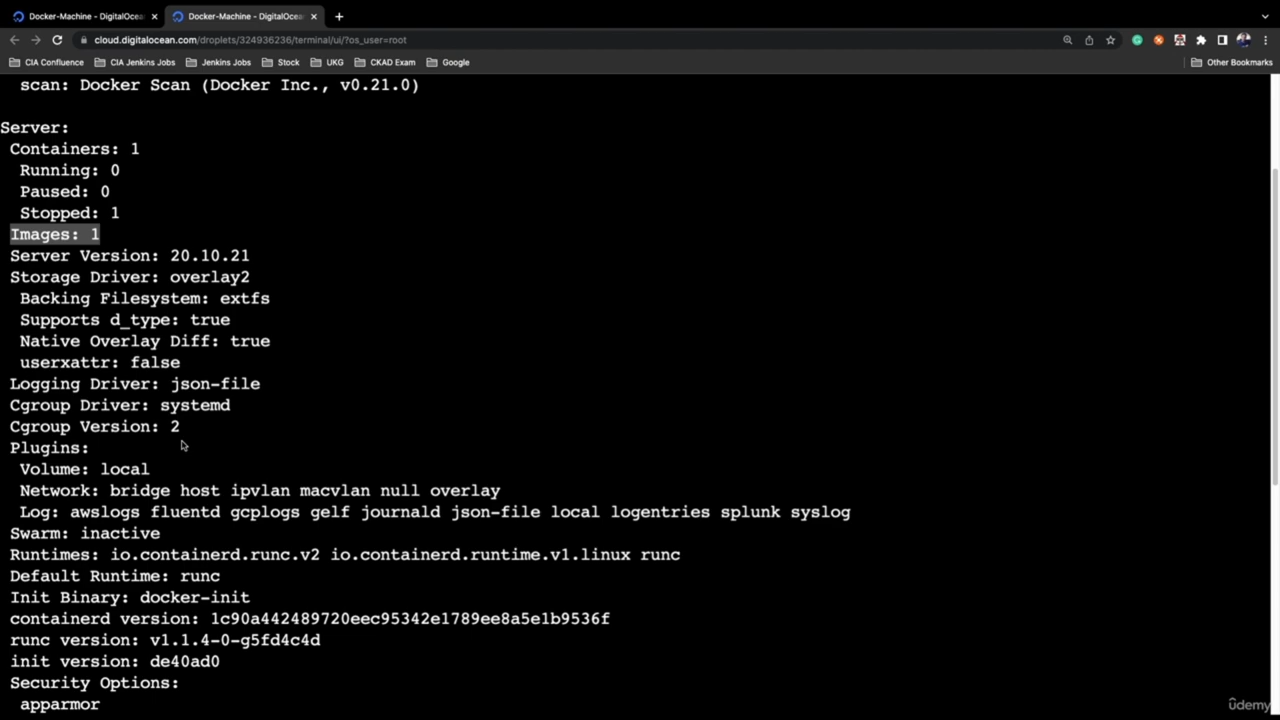 Docker-Machine - DigitalOcean
Docker-Machine - DigitalOcean
cloud.digitalocean.com/droplets/324936236/terminal/ui/?os_user=root
CIA Confluence
CIA Jenkins Jobs
Jenkins Jobs
Stock
UKG
CKAD Exam
Google
Other Bookmarks
scan: Docker Scan (Docker Inc., v0.21.0)
Server:
Containers: 1
Running: 0
Paused: 0
Stopped: 1
Images: 1
Server Version: 20.10.21
Storage Driver: overlay2
Backing Filesystem: extfs
Supports d_type: true
Native Overlay Diff: true
userxattr: false
Logging Driver: json-file
Cgroup Driver: systemd
Cgroup Version: 2
Plugins:
Volume: local
Network: bridge host ipvlan macvlan null overlay
Log: awslogs fluentd gcplogs gelf journald json-file local logentries splunk syslog
Swarm: inactive
Runtimes: io.containerd.runc.v2 io.containerd.runtime.v1.linux runc
Default Runtime: runc
Init Binary: docker-init
containerd version: 1c90a442489720eec95342e1789ee8a5e1b9536f
runc version: v1.1.4-0-g5fd4c4d
init version: de40ad0
Security Options:
apparmor
ûdemy